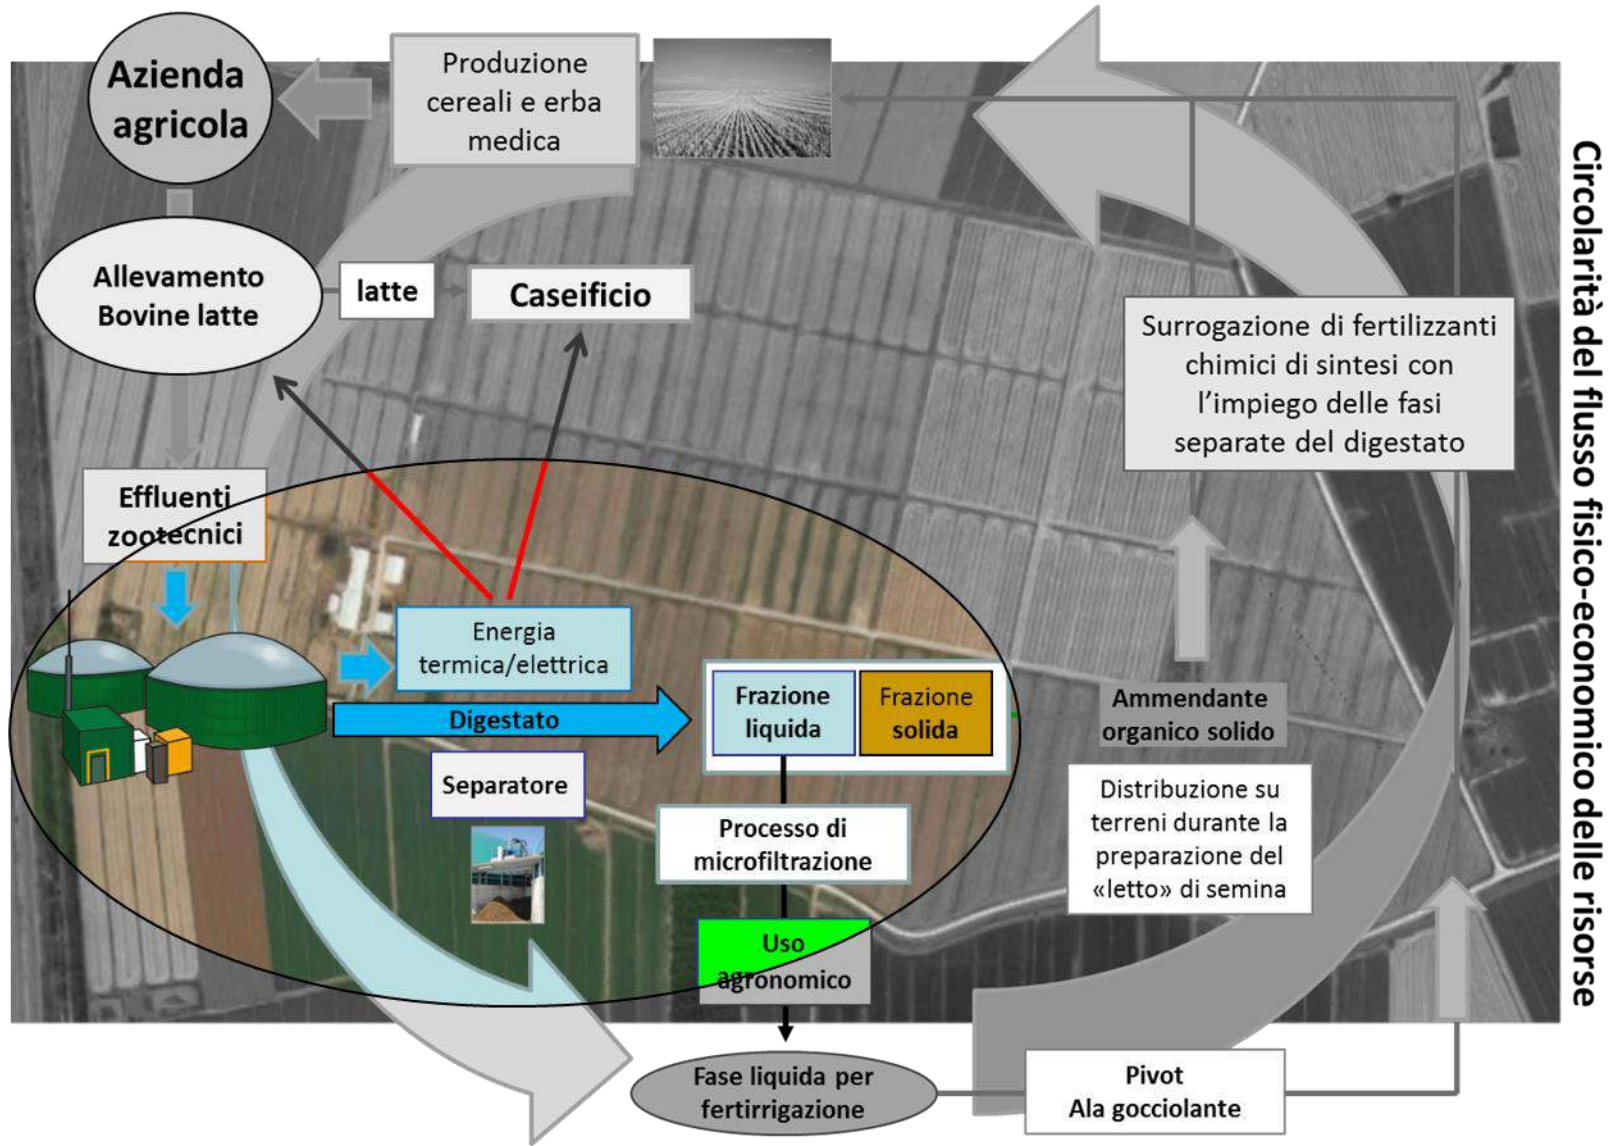 Azienda
agricola
Produzione
cereali e erba
medica
Allevamento
Bovine latte
latte
Caseificio
Surrogazione di fertilizzanti
chimici di sintesi con
l'impiego delle fasi
separate del digestato
Effluenti
zootecnici
Energia
termica/elettrica
Digestato
Frazione
liquida
Frazione
solida
Ammendante
organico solido
Separatore
Processo di
microfiltrazione
Distribuzione su
terreni durante la
preparazione del
«letto» di semina
Uso
agronomico
Fase liquida per
fertirrigazione
Pivot
Ala gocciolante
Circolarità del flusso fisico-economico delle risorse